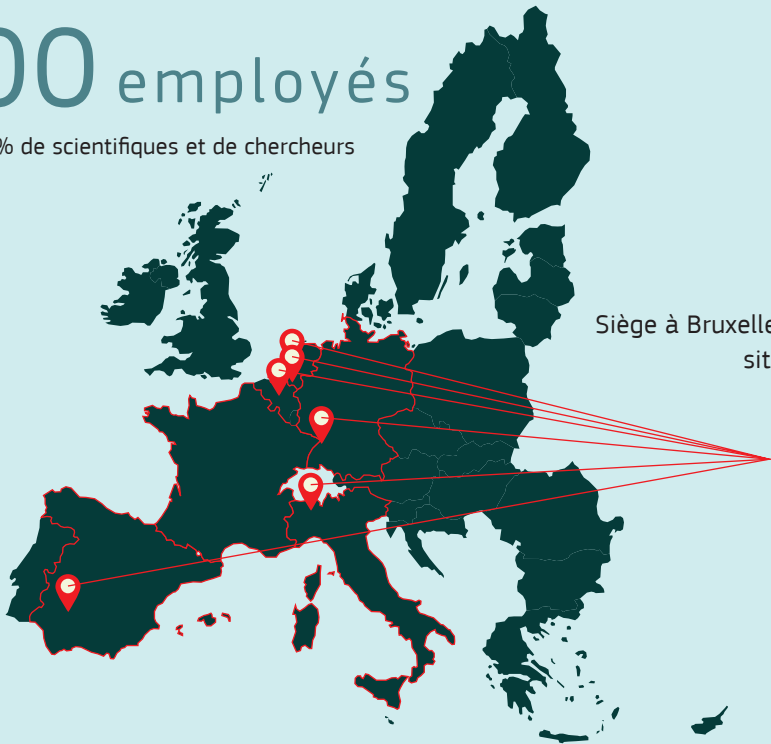 00 employés
% de scientifiques et de chercheurs
Siège à Bruxelle
sit